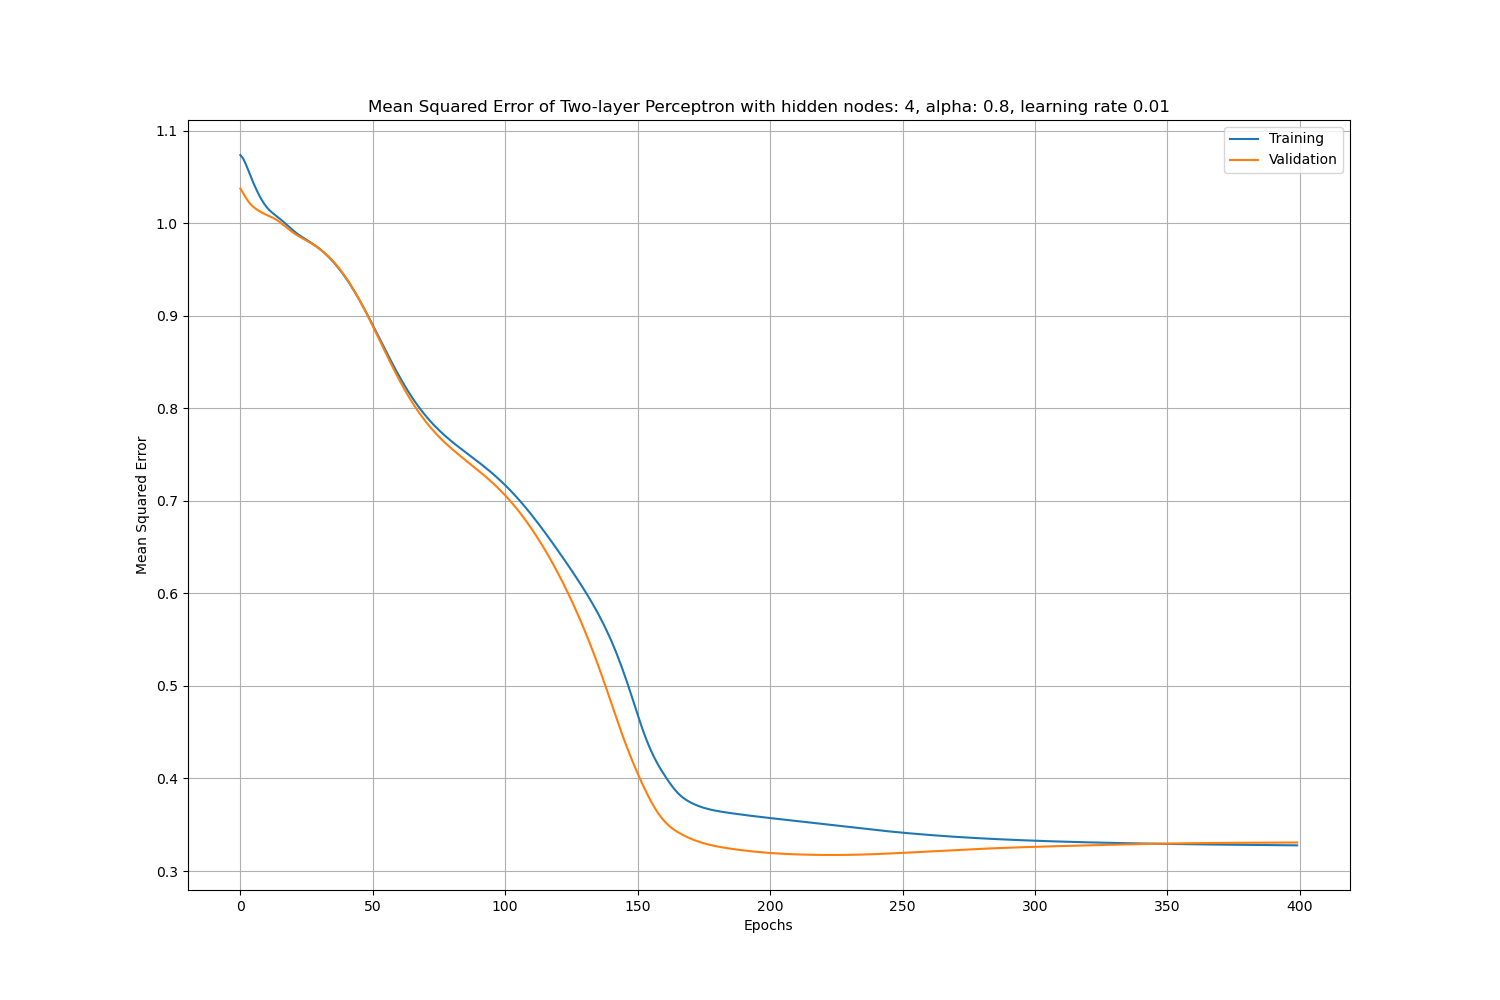 Mean Squared Error of Two-layer Perceptron with hidden nodes: 4, alpha: 0.8, learning rate 0.01
Training
Validation
Mean Squared Error
1.1
1.0
0.9
0.8
0.7
0.6
0.5
0.4
0.3
0 50 100 150 200 250 300 350 400
Epochs